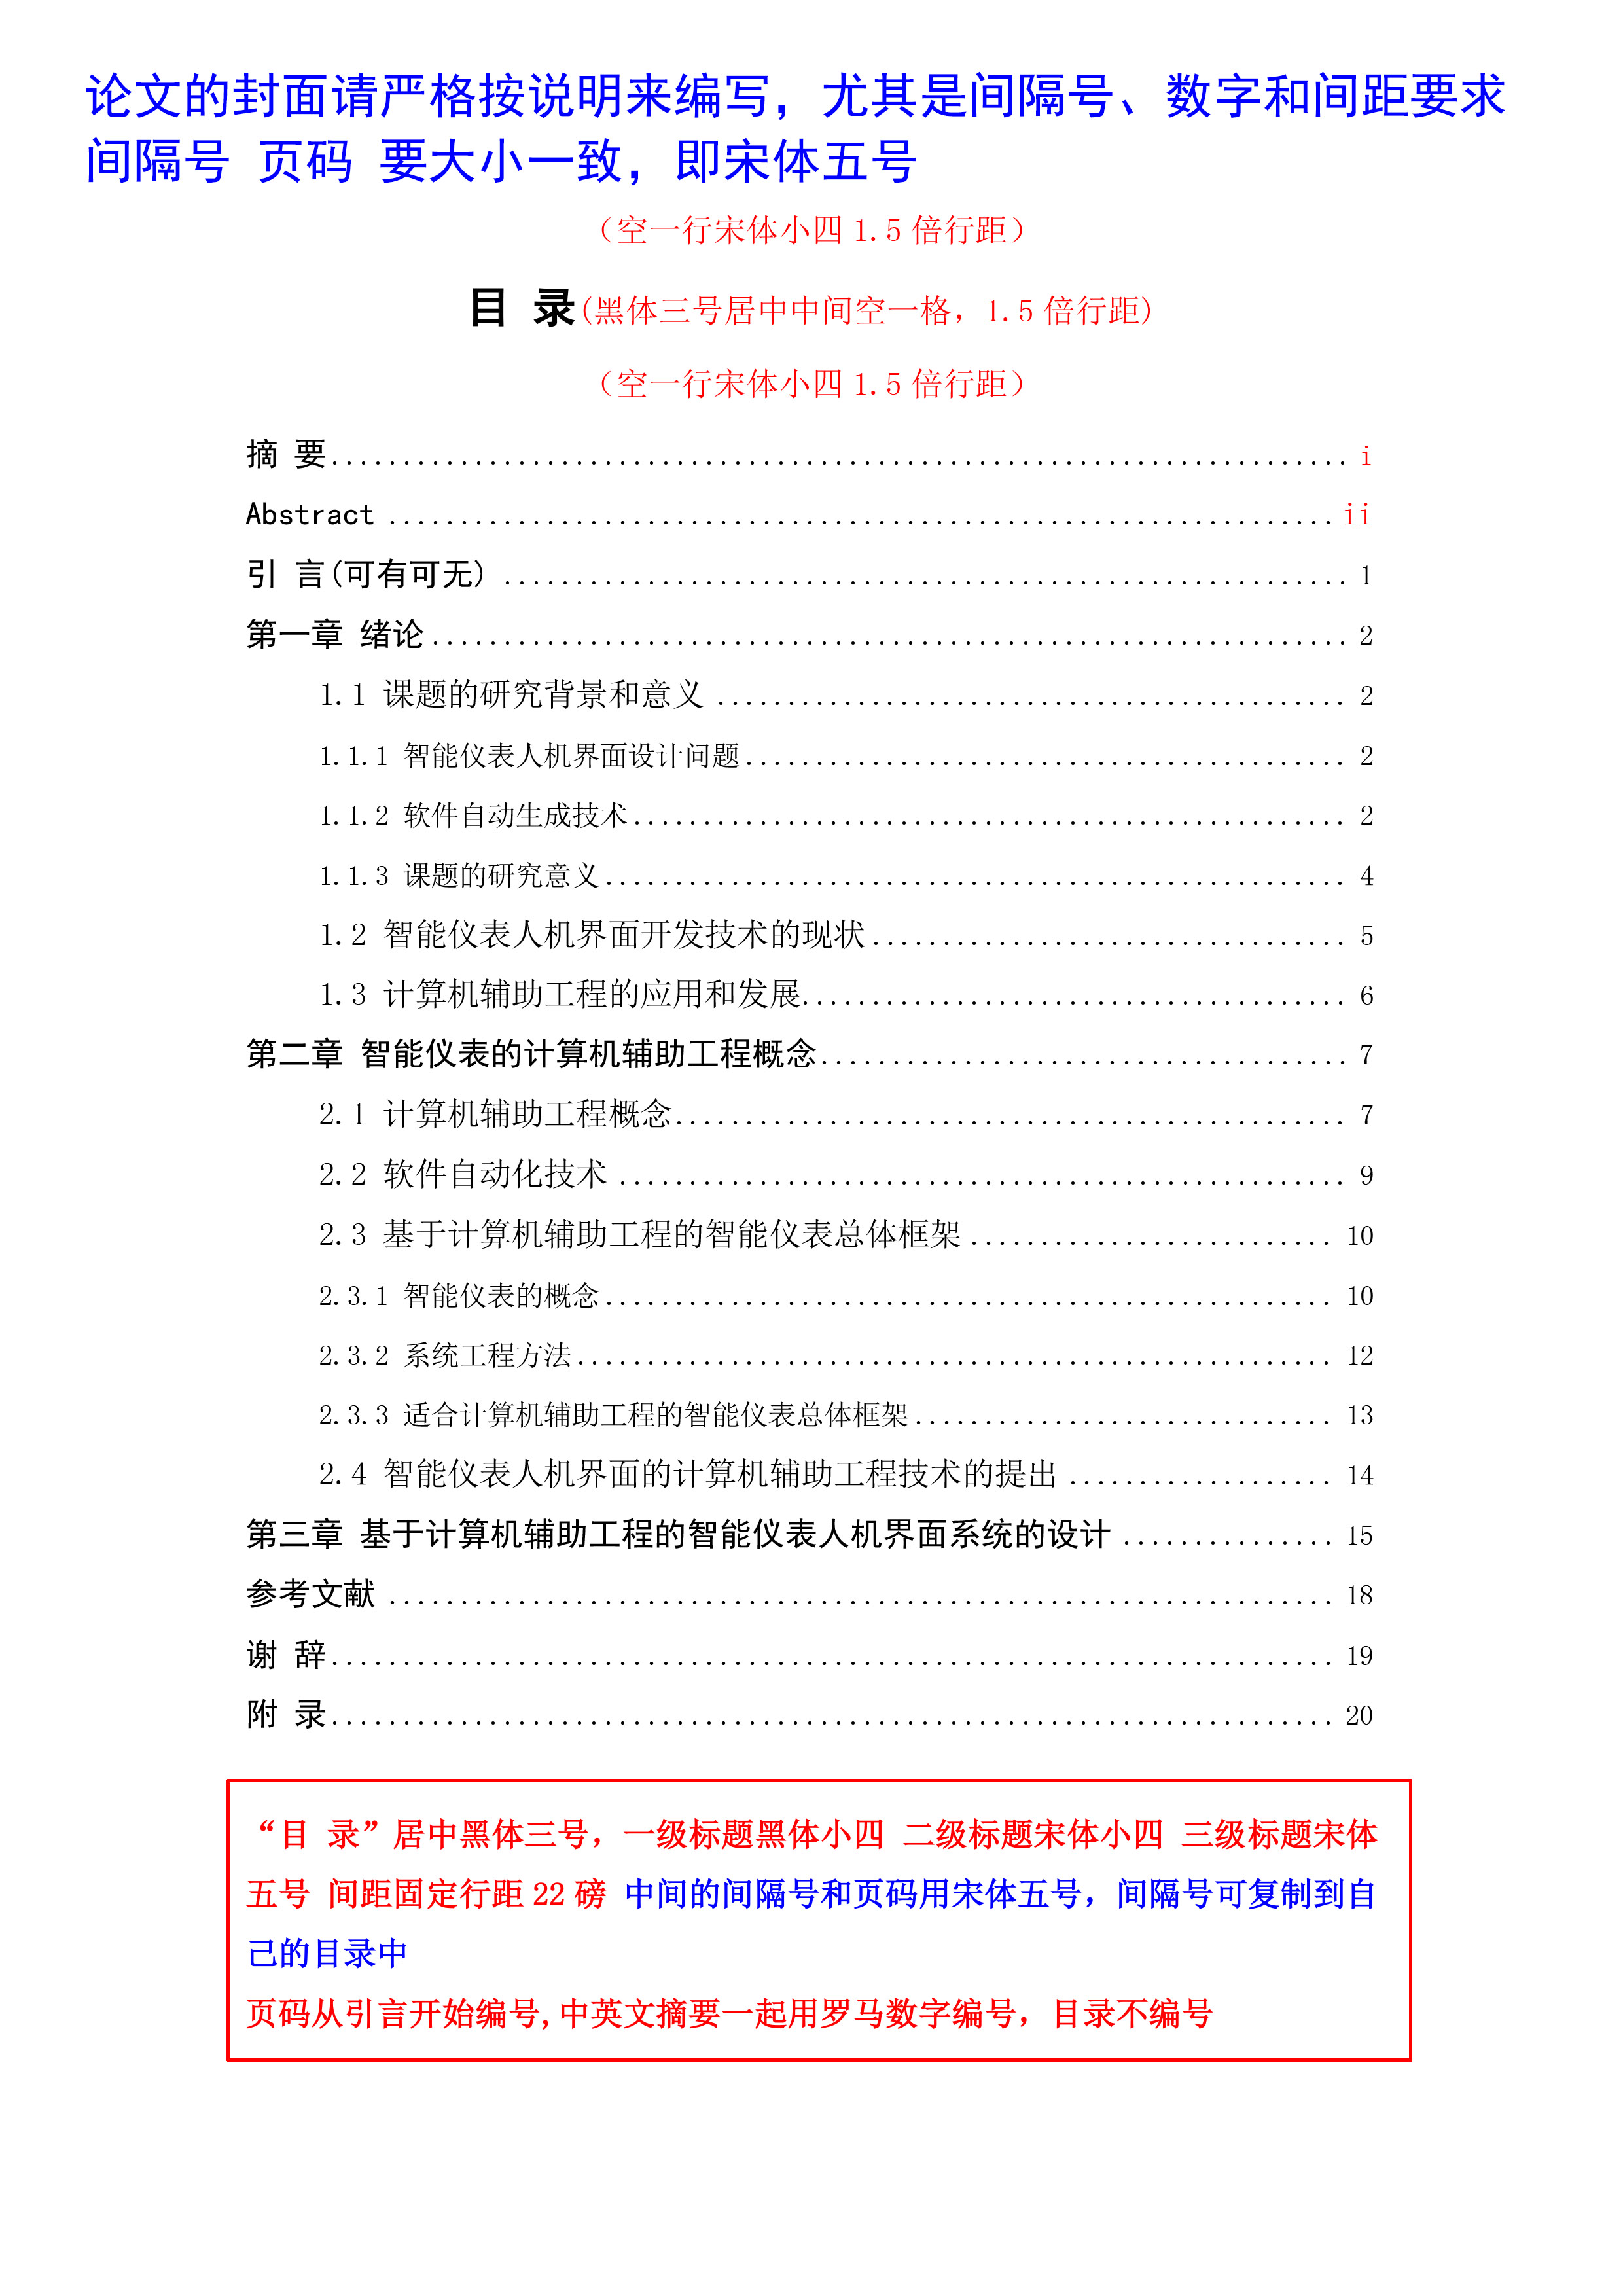 论文的封面请严格按说明来编写，尤其是间隔号、数字和间距要求
间隔号 页码 要大小一致，即宋体五号
（空一行宋体小四 1.5 倍行距）
目 录(黑体三号居中中间空一格，1.5 倍行距)
（空一行宋体小四 1.5 倍行距）
摘 要........................................................................ i
Abstract .................................................................. ii
引 言(可有可无) ........................................................... 1
第一章 绪论................................................................ 2
1.1 课题的研究背景和意义 ............................................. 2
1.1.1 智能仪表人机界面设计问题........................................... 2
1.1.2 软件自动生成技术................................................... 2
1.1.3 课题的研究意义..................................................... 4
1.2 智能仪表人机界面开发技术的现状.................................. 5
1.3 计算机辅助工程的应用和发展....................................... 6
第二章 智能仪表的计算机辅助工程概念..................................... 7
2.1 计算机辅助工程概念................................................ 7
2.2 软件自动化技术 .................................................... 9
2.3 基于计算机辅助工程的智能仪表总体框架 .......................... 10
2.3.1 智能仪表的概念.................................................... 10
2.3.2 系统工程方法...................................................... 12
2.3.3 适合计算机辅助工程的智能仪表总体框架.............................. 13
2.4 智能仪表人机界面的计算机辅助工程技术的提出 ................... 14
第三章 基于计算机辅助工程的智能仪表人机界面系统的设计 ............... 15
参考文献 .................................................................. 18
谢 辞...................................................................... 19
附 录...................................................................... 20
“目 录”居中黑体三号，一级标题黑体小四 二级标题宋体小四 三级标题宋体
五号 间距固定行距 22 磅 中间的间隔号和页码用宋体五号，间隔号可复制到自
己的目录中
页码从引言开始编号,中英文摘要一起用罗马数字编号，目录不编号